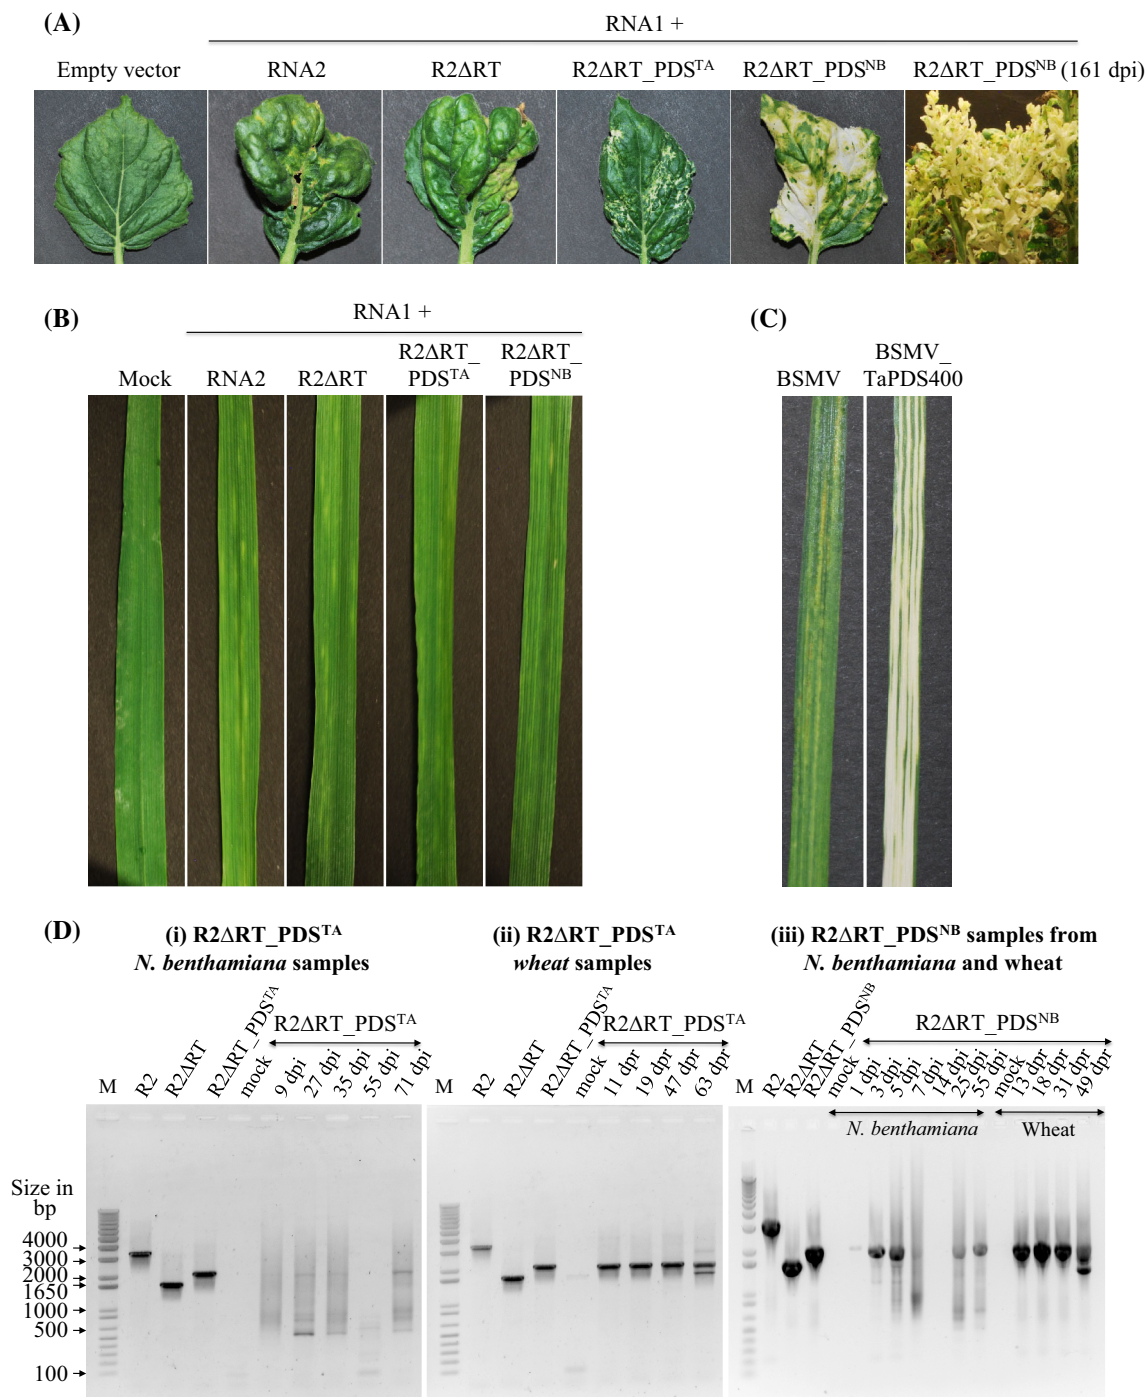 (A)
RNA1 +
Empty vector RNA2 R2ΔRT R2ΔRT_PDSᵀᴬ R2ΔRT_PDSᴺᴮ R2ΔRT_PDSᴺᴮ (161 dpi)
(B)
RNA1 +
Mock RNA2 R2ΔRT R2ΔRT_ PDSᵀᴬ R2ΔRT_ PDSᴺᴮ
(C)
BSMV BSMV_ TaPDS400
(D)
(i) R2ΔRT_PDSᵀᴬ
N. benthamiana samples
R2ΔRT_PDSᵀᴬ
M R2 R2ΔRT R2ΔRT_PDSᵀᴬ mock 9 dpi 27 dpi 35 dpi 55 dpi 71 dpi
Size in
bp
4000
3000
2000
1650
1000
500
100
(ii) R2ΔRT_PDSᵀᴬ
wheat samples
R2ΔRT_PDSᵀᴬ
M R2 R2ΔRT R2ΔRT_PDSᵀᴬ mock 11 dpr 19 dpr 47 dpr 63 dpr
(iii) R2ΔRT_PDSᴺᴮ samples from
N. benthamiana and wheat
R2ΔRT_PDSᴺᴮ
M R2 R2ΔRT R2ΔRT_PDSᴺᴮ mock 1 dpi 3 dpi 5 dpi 7 dpi 14 dpi 25 dpi 55 dpi mock 13 dpr 18 dpr 31 dpr 49 dpr
N. benthamiana Wheat